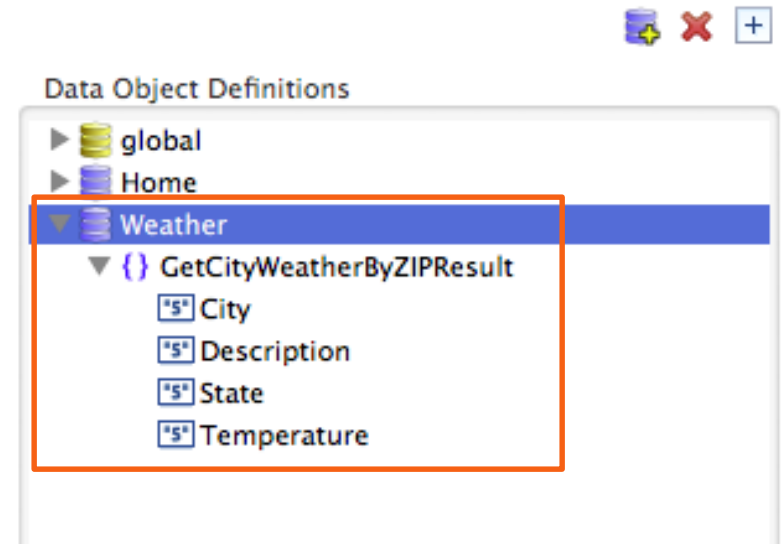 Data Object Definitions
global
Home
Weather
{} GetCityWeatherByZIPResult
"S" City
"S" Description
"S" State
"S" Temperature